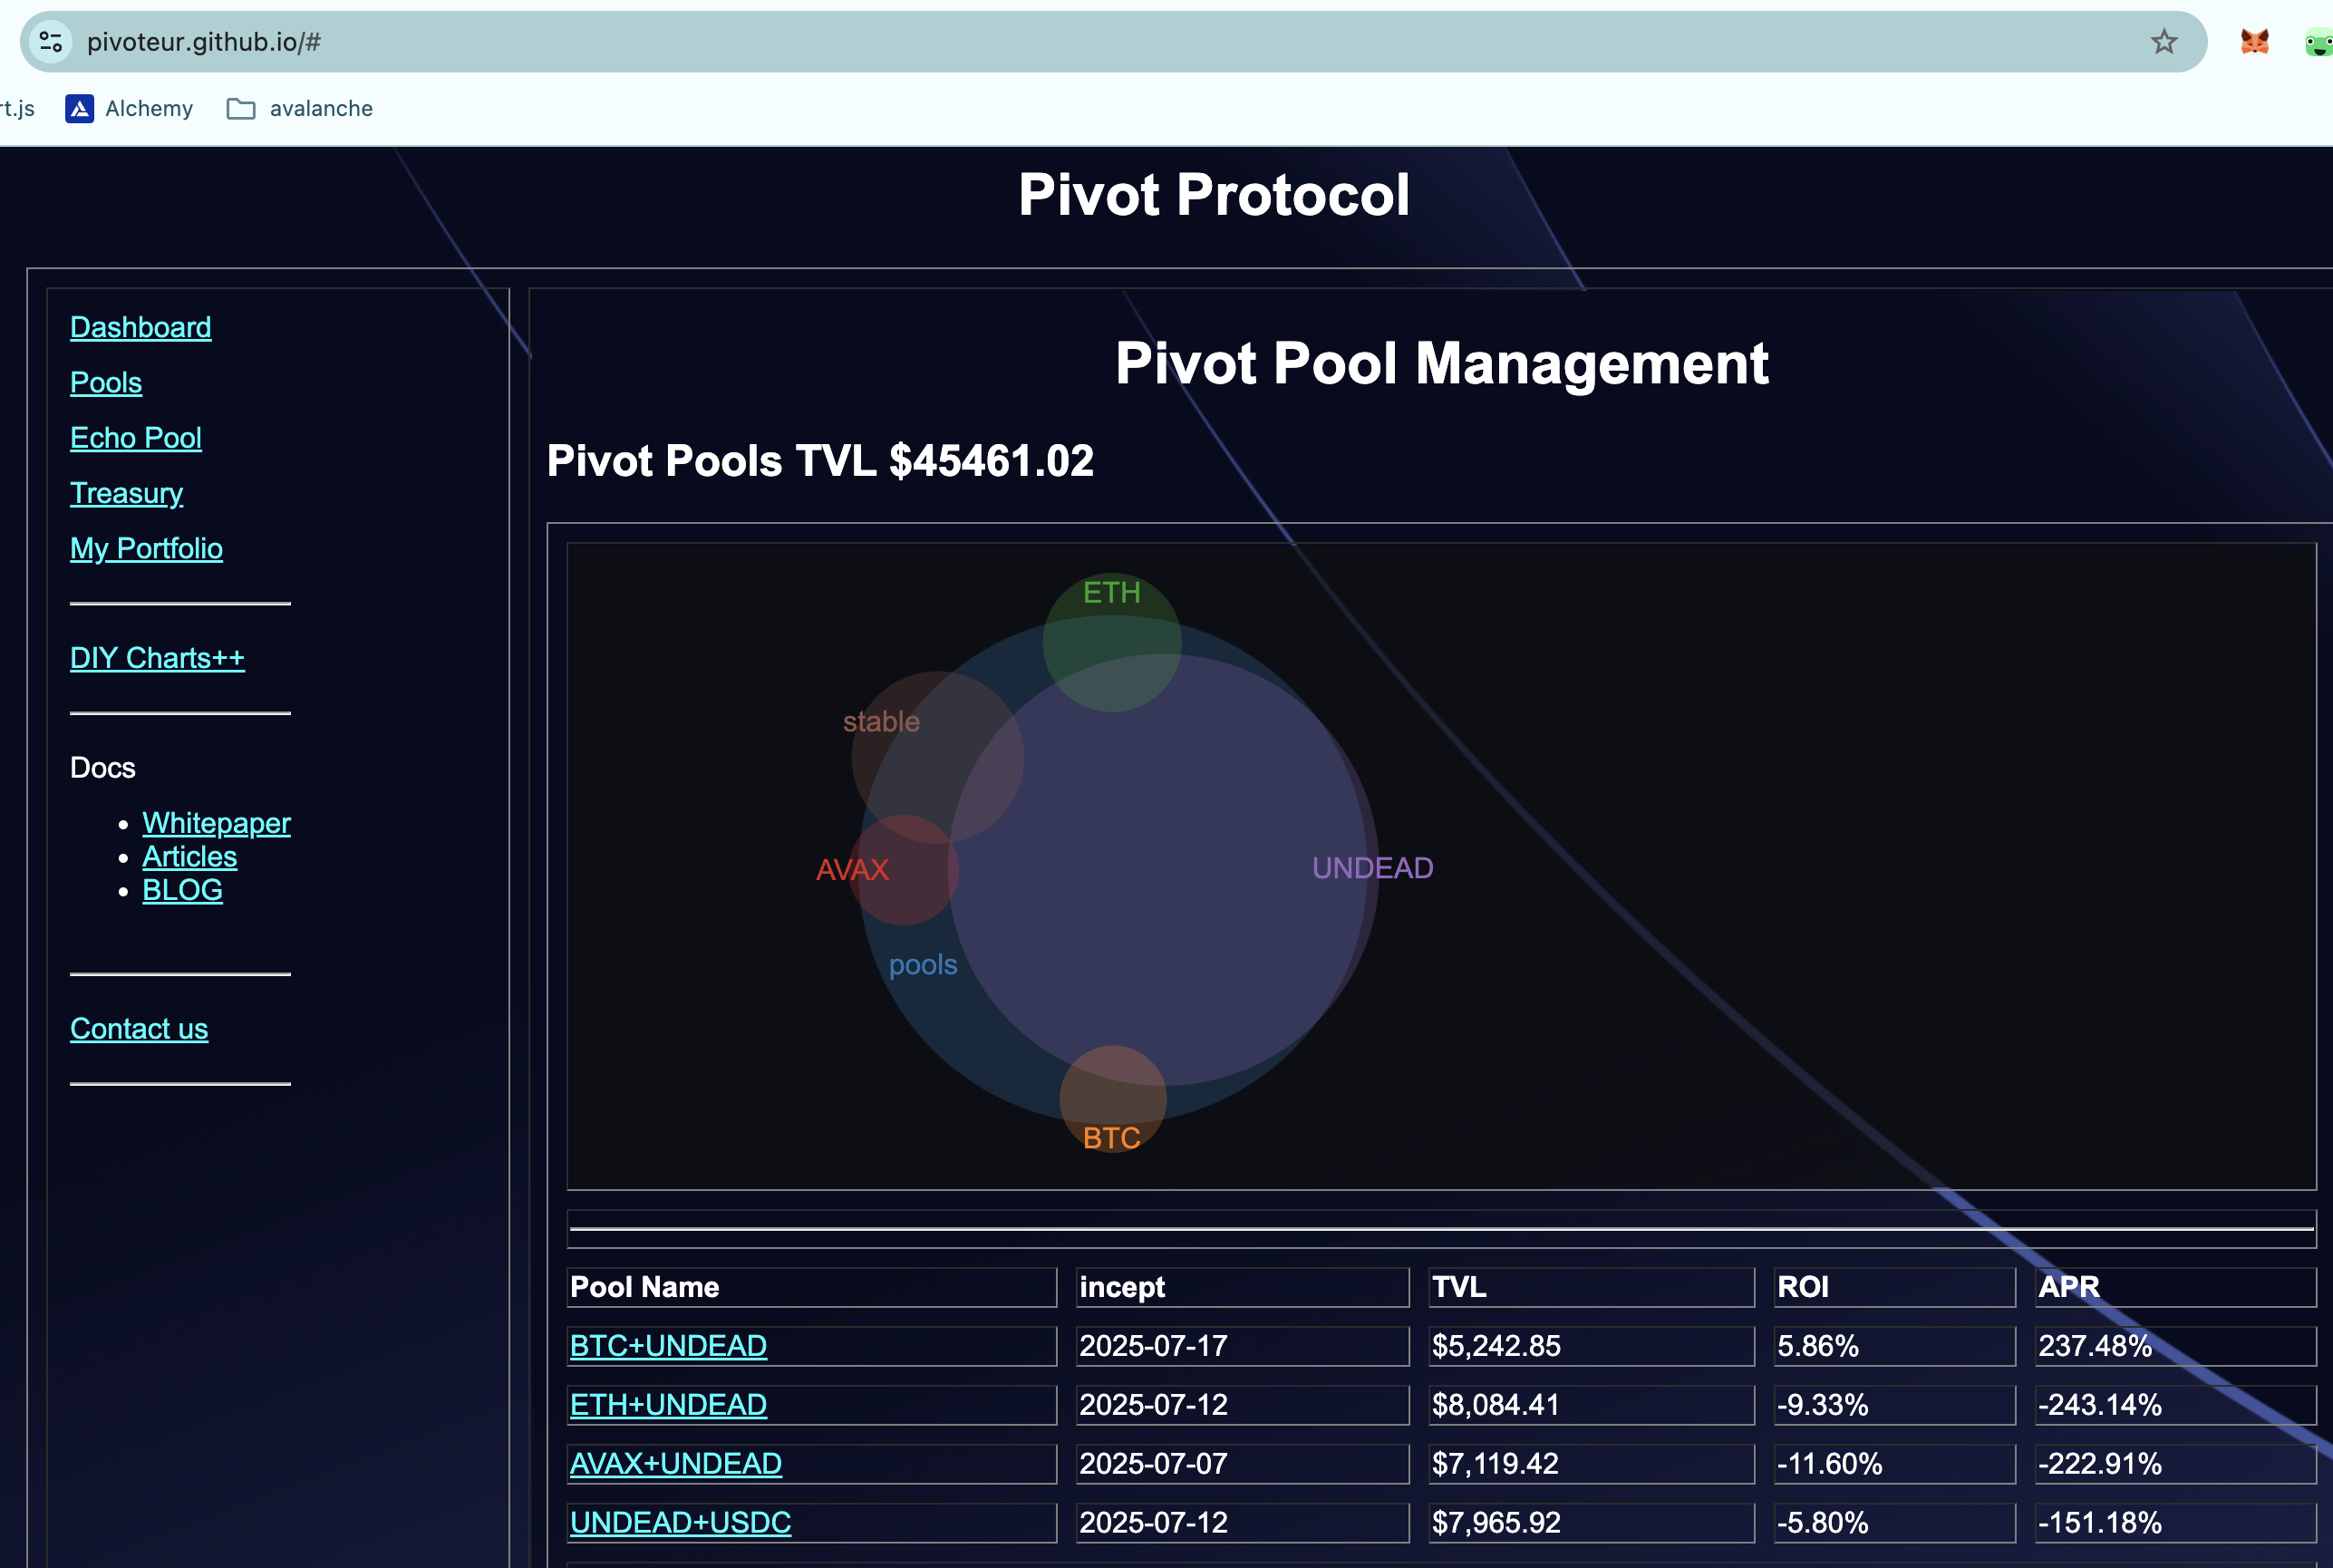 pivoteur.github.io/#
rt.js
Alchemy
avalanche
Pivot Protocol
Dashboard
Pools
Echo Pool
Treasury
My Portfolio
DIY Charts++
Docs
Whitepaper
Articles
BLOG
Contact us
Pivot Pool Management
Pivot Pools TVL $45461.02
ETH
stable
AVAX
UNDEAD
pools
BTC
Pool Name incept TVL ROI APR
BTC+UNDEAD 2025-07-17 $5,242.85 5.86% 237.48%
ETH+UNDEAD 2025-07-12 $8,084.41 -9.33% -243.14%
AVAX+UNDEAD 2025-07-07 $7,119.42 -11.60% -222.91%
UNDEAD+USDC 2025-07-12 $7,965.92 -5.80% -151.18%